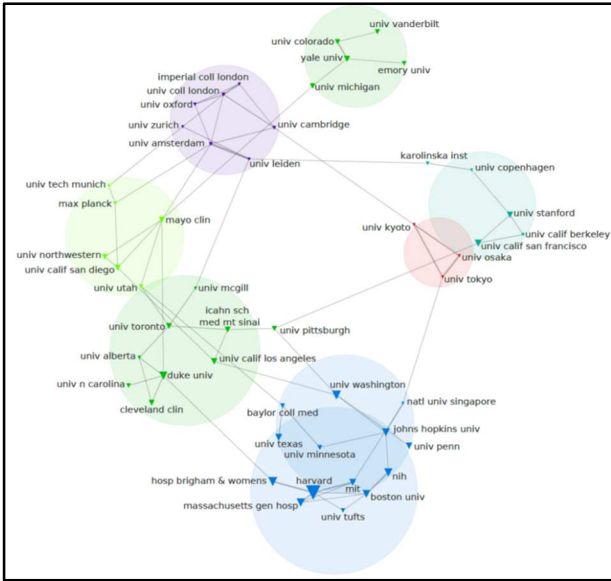 univ vanderbilt
univ colorado
yale univ
emory univ
imperial coll london
univ coll london
univ michigan
univ oxford
univ zurich
univ cambridge
univ amsterdam
univ leiden
karolinska inst
univ copenhagen
univ tech munich
max planck
mayo clin
univ stanford
univ kyoto
univ calif berkeley
univ calif san francisco
univ northwestern
univ osaka
univ calif san diego
univ tokyo
univ utah
univ mcgill
icahn sch
med mt sinai
univ toronto
univ pittsburgh
univ alberta
univ calif los angeles
duke univ
univ n carolina
univ washington
cleveland clin
natl univ singapore
baylor coll med
johns hopkins univ
univ texas
univ penn
univ minnesota
nih
hosp brigham & womens
harvard
mit
boston univ
massachusetts gen hosp
univ tufts